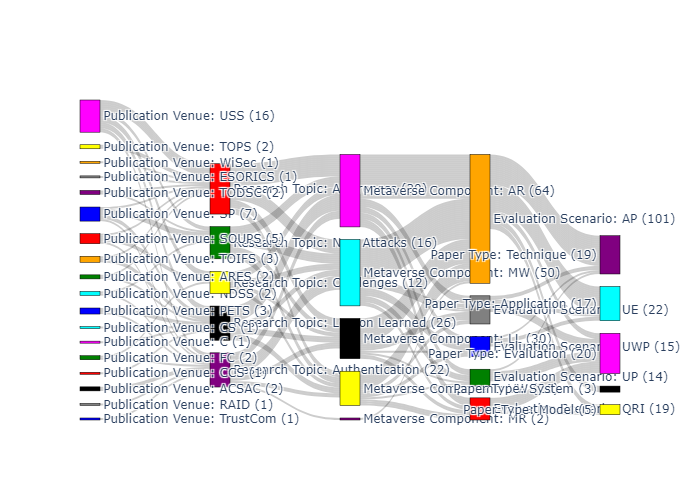 Publication Venue: USS (16)
Publication Venue: TOPS (2)
Publication Venue: WiSec (1)
Publication Venue: ESORICS (1)
Publication Venue: TODSC (2)
Publication Venue: SP (7)
Publication Venue: SOUPS (5)
Publication Venue: TOIFS (3)
Publication Venue: ARES (2)
Publication Venue: NDSS (2)
Publication Venue: PETS (3)
Publication Venue: CS (1)
Publication Venue: C (1)
Publication Venue: FC (2)
Publication Venue: CCS (1)
Publication Venue: ACSAC (2)
Publication Venue: RAID (1)
Publication Venue: TrustCom (1)
Research Topic:
Research Topic: Attacks (16)
Research Topic: Challenges (12)
Research Topic: Lesson Learned (26)
Research Topic: Authentication (22)
Metaverse Component: AR (64)
Metaverse Component: MW (50)
Metaverse Component: LL (30)
Metaverse Component:
Metaverse Component: MR (2)
Evaluation Scenario: AP (101)
Evaluation Scenario: UE (22)
Evaluation Scenario: UWP (15)
Evaluation Scenario: UP (14)
QRI (19)
Paper Type: Technique (19)
Paper Type: Application (17)
Paper Type: Evaluation (20)
Paper Type: System (3)
Paper Type: Model (5)